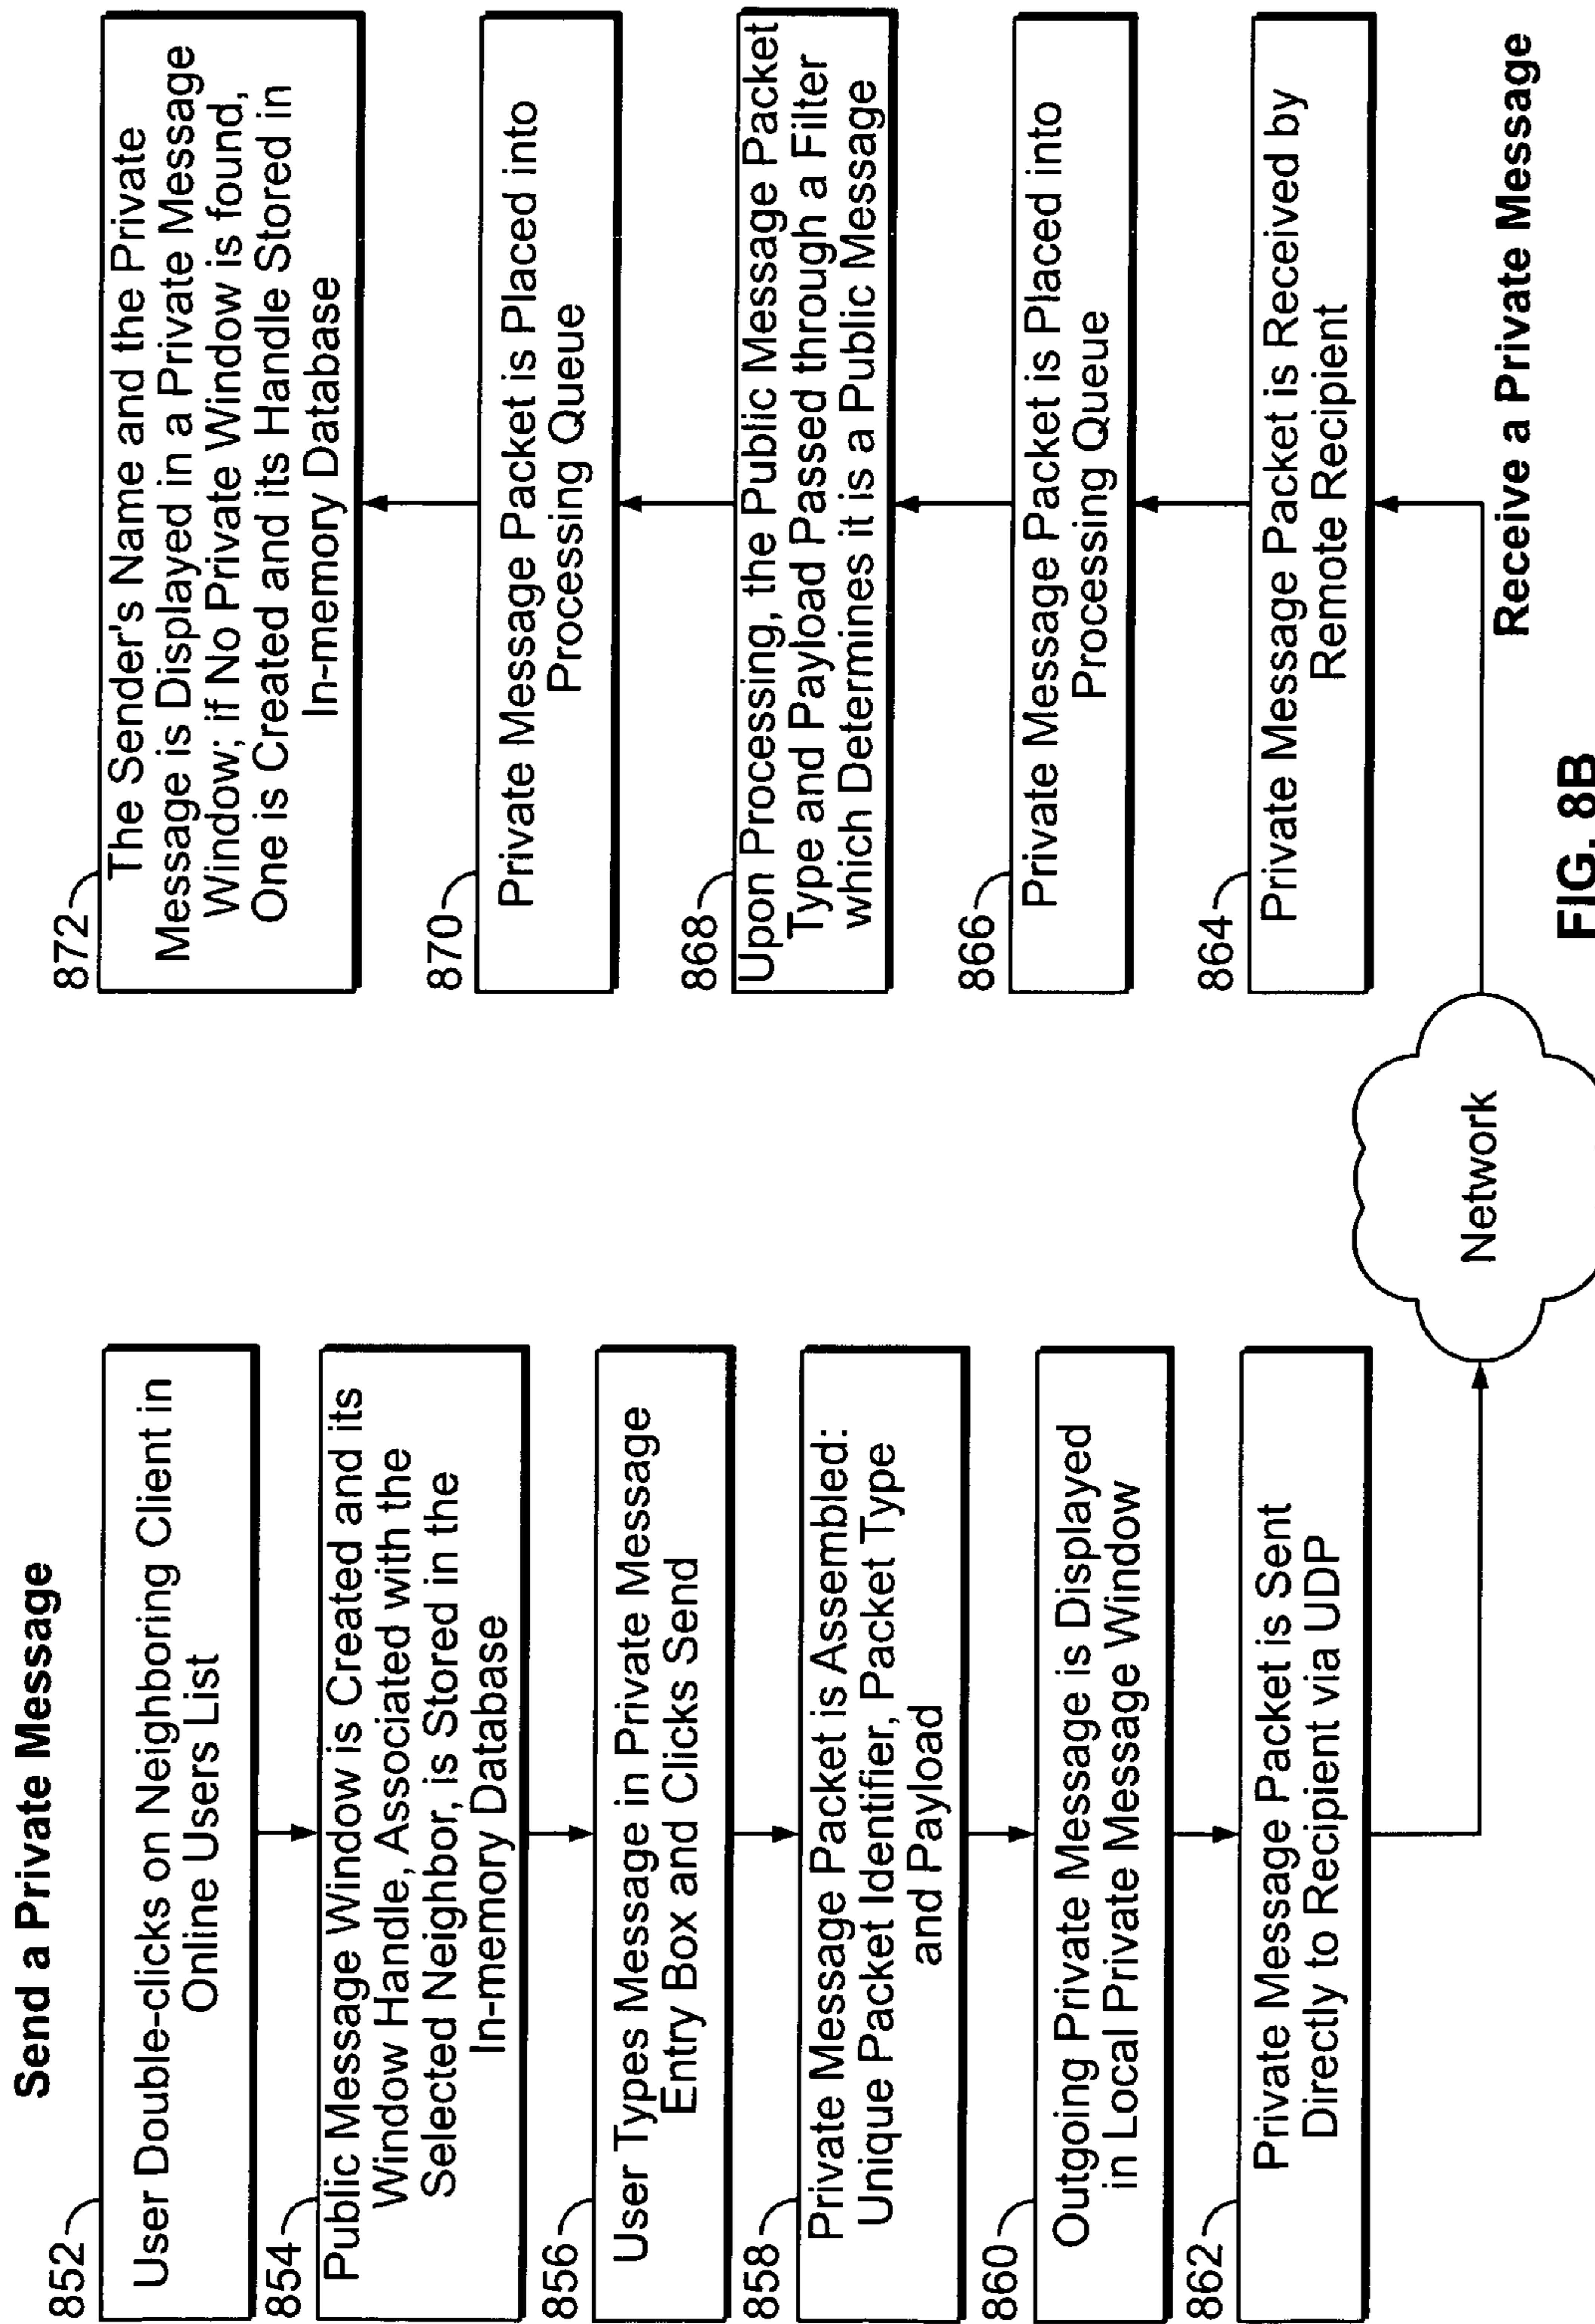 Send a Private Message
852
User Double-clicks on Neighboring Client in
Online Users List
854
Public Message Window is Created and its
Window Handle, Associated with the
Selected Neighbor, is Stored in the
In-memory Database
856
User Types Message in Private Message
Entry Box and Clicks Send
858
Private Message Packet is Assembled:
Unique Packet Identifier, Packet Type
and Payload
860
Outgoing Private Message is Displayed
in Local Private Message Window
862
Private Message Packet is Sent
Directly to Recipient via UDP
Network
872
The Sender's Name and the Private
Message is Displayed in a Private Message
Window; if No Private Window is found,
One is Created and its Handle Stored in
In-memory Database
870
Private Message Packet is Placed into
Processing Queue
868
Upon Processing, the Public Message Packet
Type and Payload Passed through a Filter
which Determines it is a Public Message
866
Private Message Packet is Placed into
Processing Queue
864
Private Message Packet is Received by
Remote Recipient
Receive a Private Message
FIG. 8B